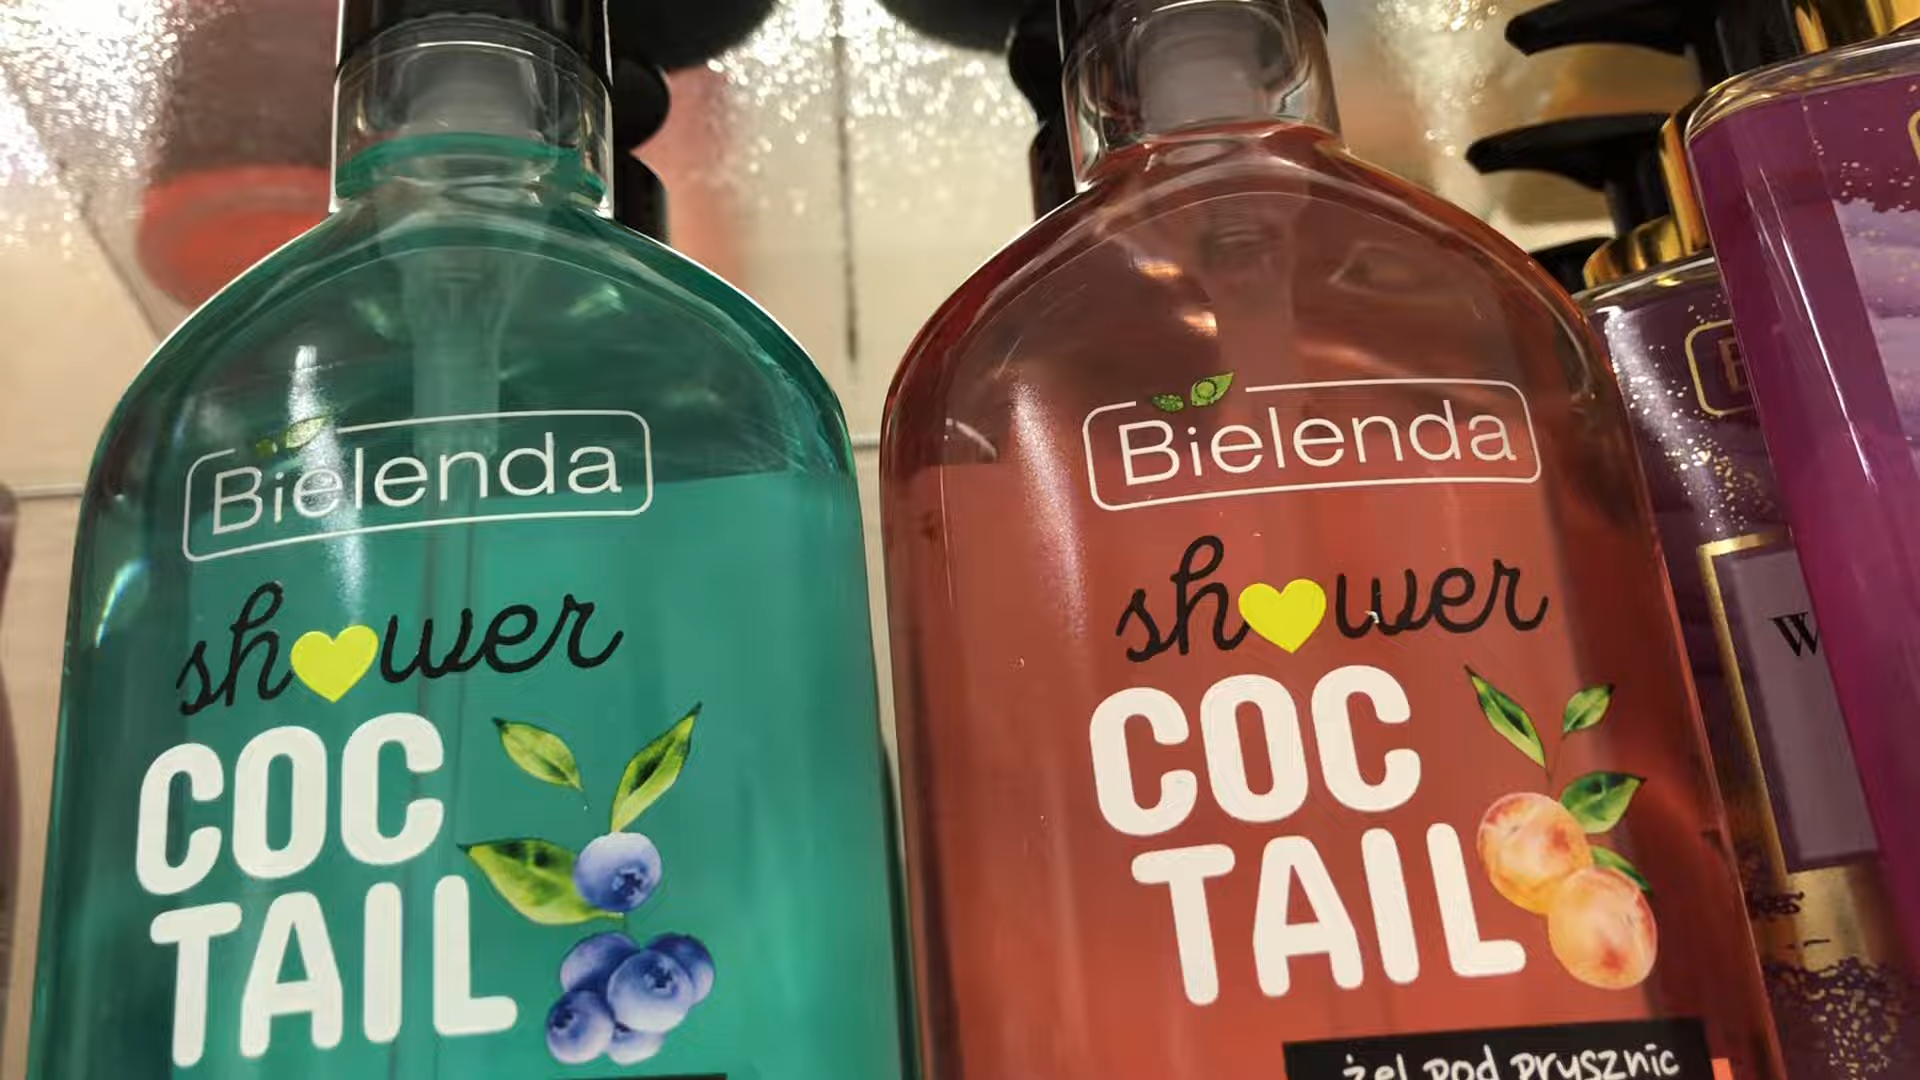 Bielenda
shower
COC
TAIL
Bielenda
shower
COC
TAIL
żel pod prysznic